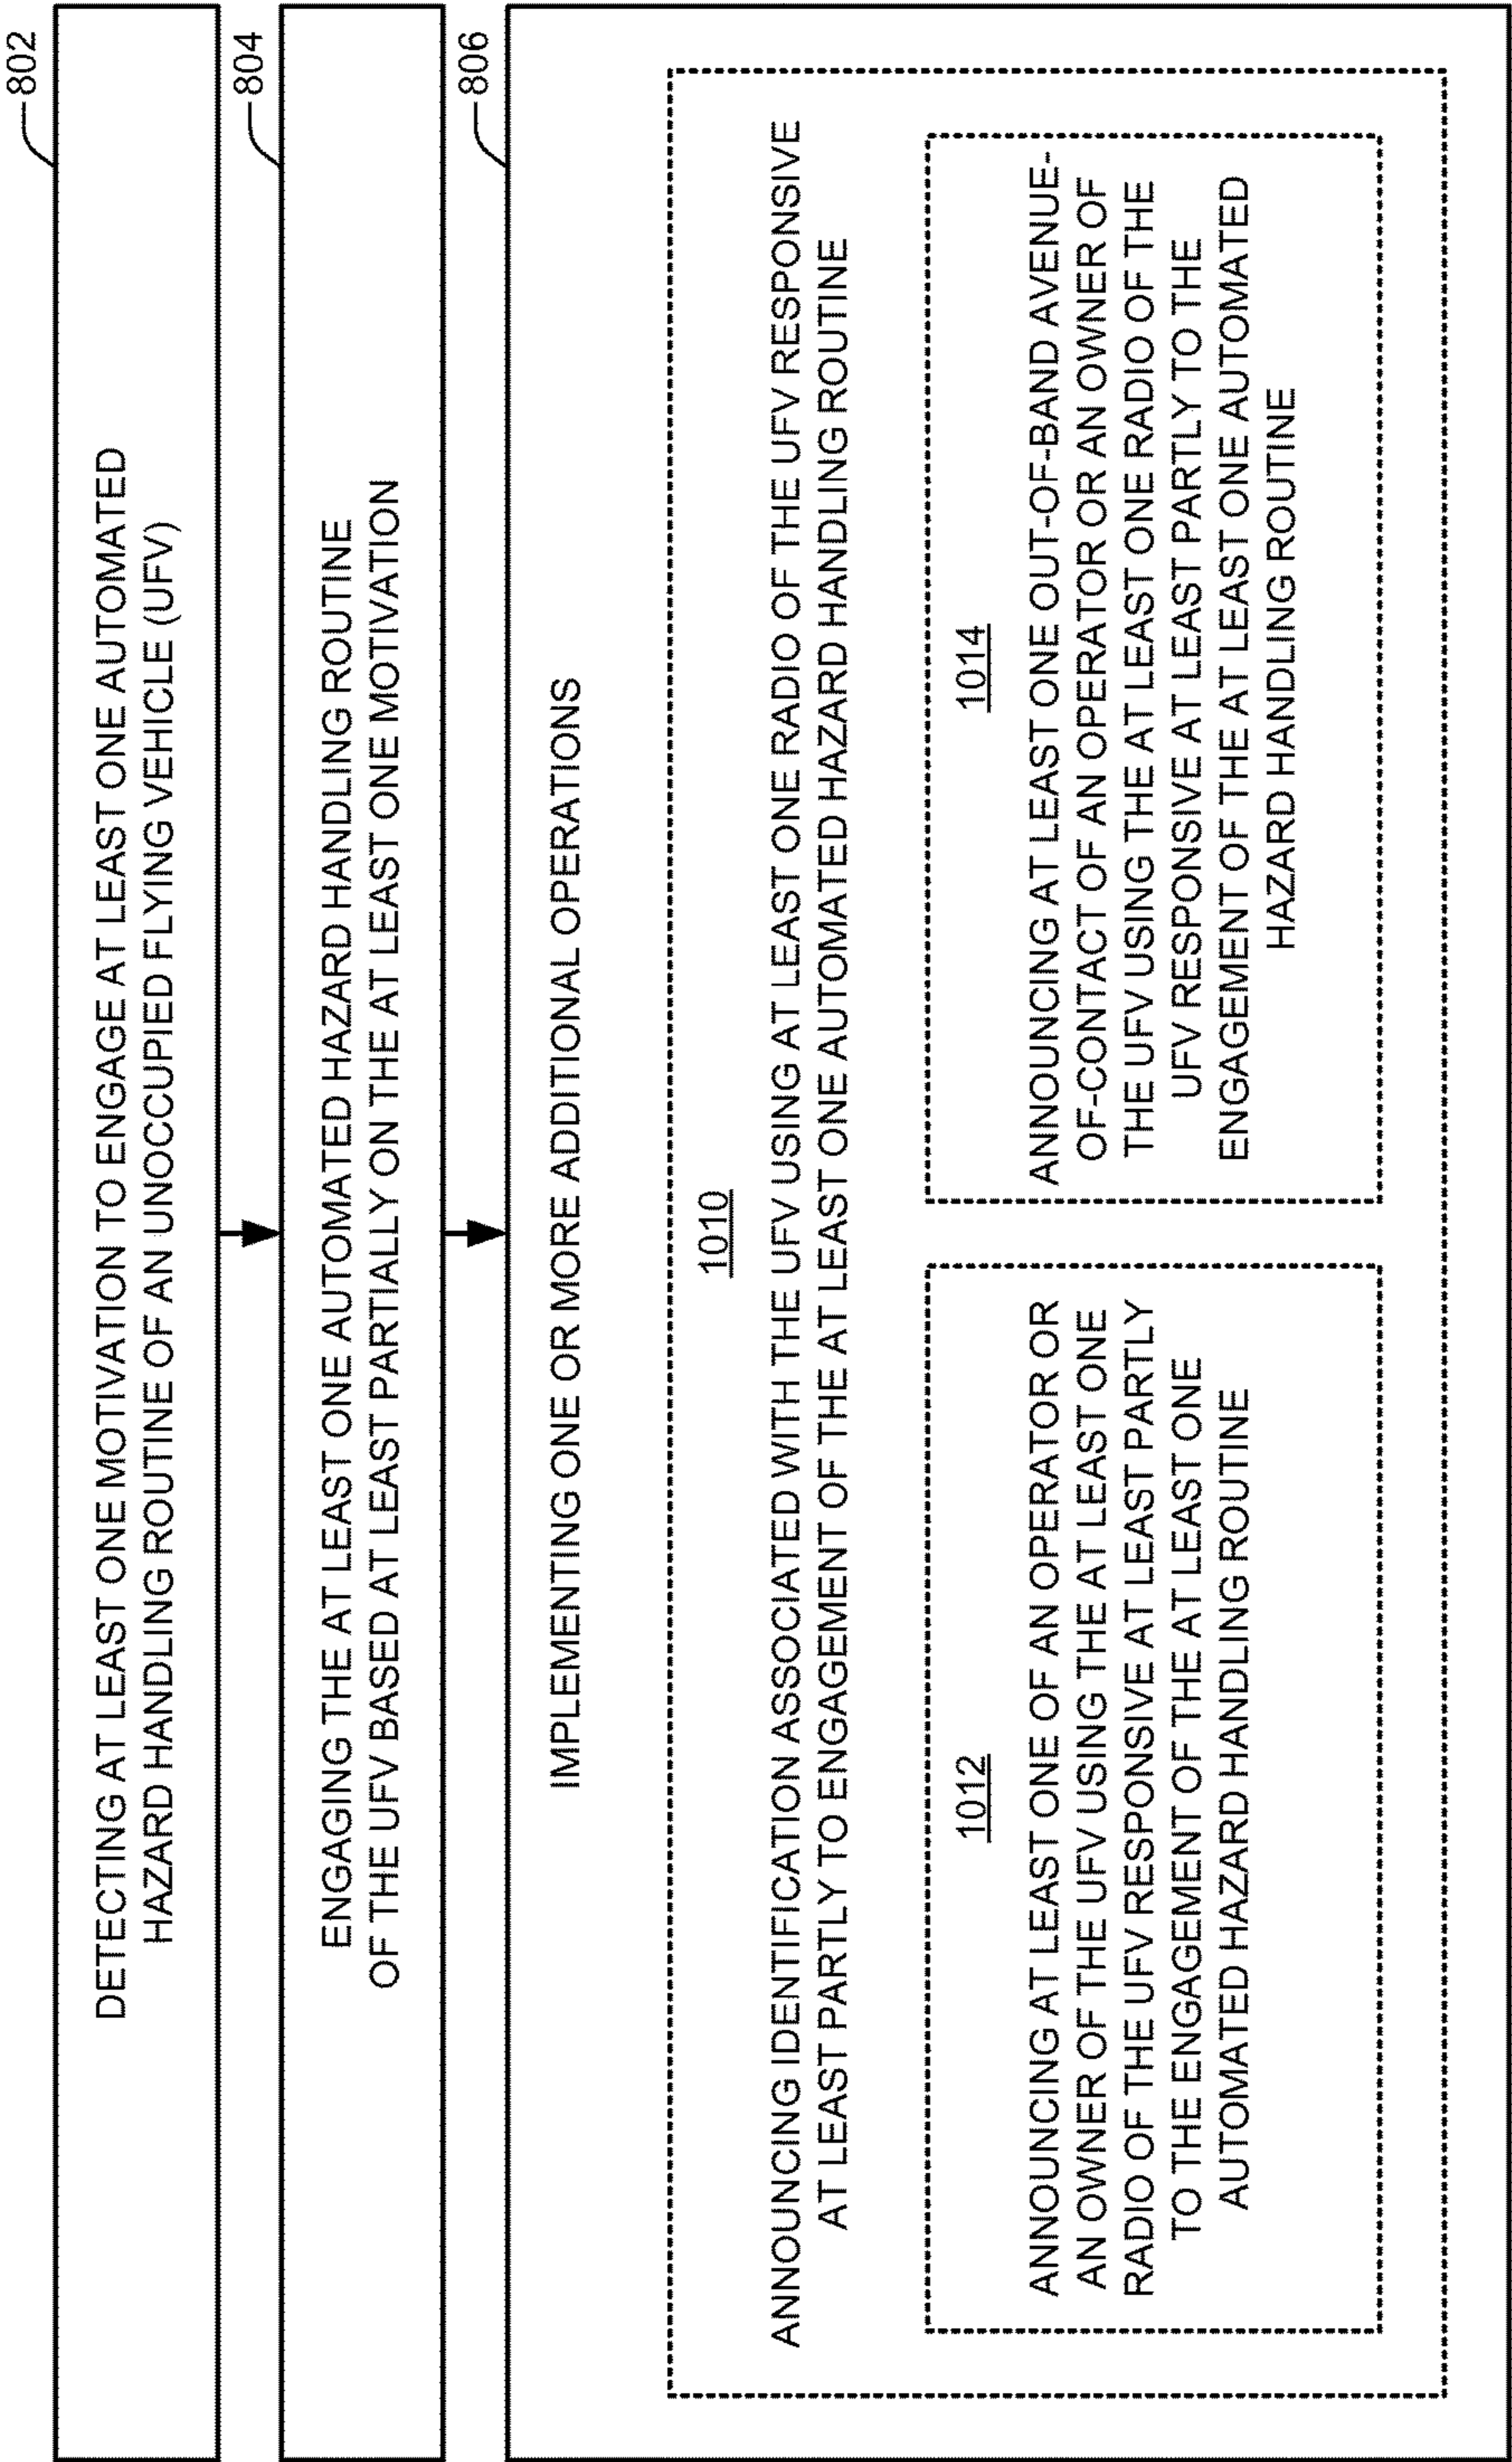 802
DETECTING AT LEAST ONE MOTIVATION TO ENGAGE AT LEAST ONE AUTOMATED
HAZARD HANDLING ROUTINE OF AN UNOCCUPIED FLYING VEHICLE (UFV)
804
ENGAGING THE AT LEAST ONE AUTOMATED HAZARD HANDLING ROUTINE
OF THE UFV BASED AT LEAST PARTIALLY ON THE AT LEAST ONE MOTIVATION
806
IMPLEMENTING ONE OR MORE ADDITIONAL OPERATIONS
1010
ANNOUNCING IDENTIFICATION ASSOCIATED WITH THE UFV USING AT LEAST ONE RADIO OF THE UFV RESPONSIVE
AT LEAST PARTLY TO ENGAGEMENT OF THE AT LEAST ONE AUTOMATED HAZARD HANDLING ROUTINE
1012
ANNOUNCING AT LEAST ONE OF AN OPERATOR OR
AN OWNER OF THE UFV USING THE AT LEAST ONE
RADIO OF THE UFV RESPONSIVE AT LEAST PARTLY
TO THE ENGAGEMENT OF THE AT LEAST ONE
AUTOMATED HAZARD HANDLING ROUTINE
1014
ANNOUNCING AT LEAST ONE OUT-OF-BAND AVENUE-
OF-CONTACT OF AN OPERATOR OR AN OWNER OF
THE UFV USING THE AT LEAST ONE RADIO OF THE
UFV RESPONSIVE AT LEAST PARTLY TO THE
ENGAGEMENT OF THE AT LEAST ONE AUTOMATED
HAZARD HANDLING ROUTINE